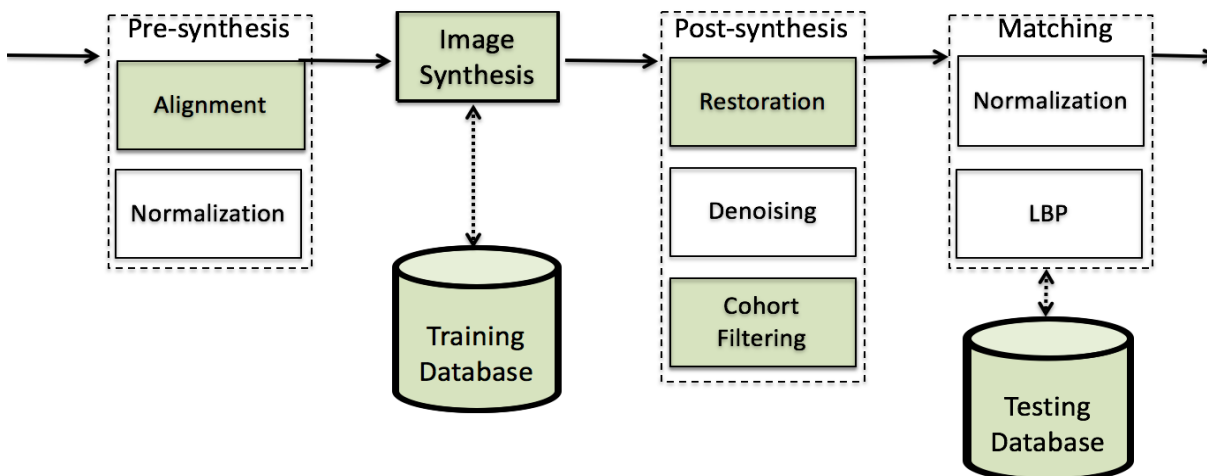 Pre-synthesis
Alignment
Normalization
Image
Synthesis
Training
Database
Post-synthesis
Restoration
Denoising
Cohort
Filtering
Matching
Normalization
LBP
Testing
Database